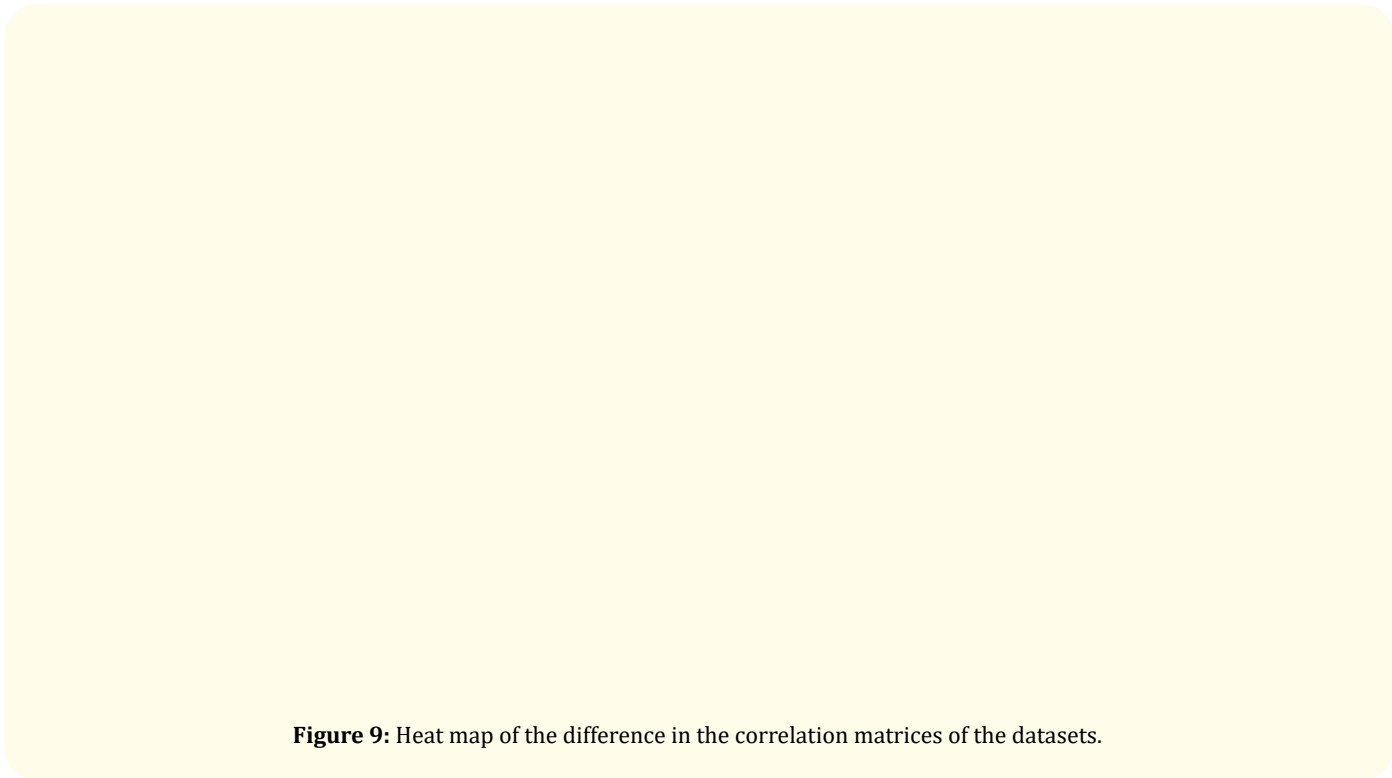 Figure 9: Heat map of the difference in the correlation matrices of the datasets.